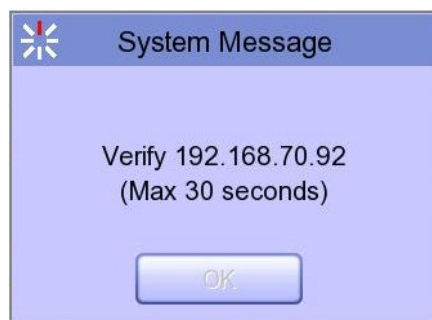 System Message
Verify 192.168.70.92
(Max 30 seconds)
OK